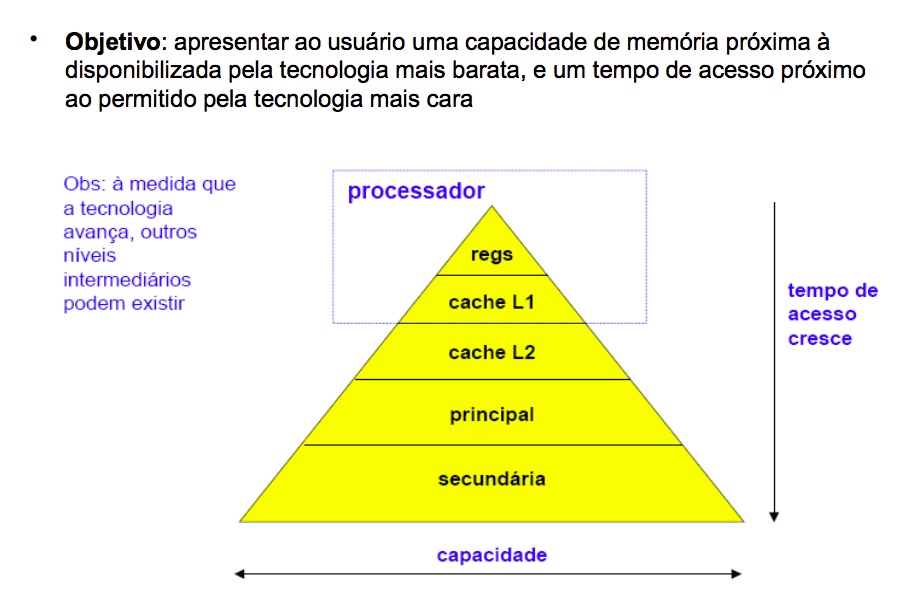 • Objetivo: apresentar ao usuário uma capacidade de memória próxima à
disponibilizada pela tecnologia mais barata, e um tempo de acesso próximo
ao permitido pela tecnologia mais cara
Obs: à medida que
a tecnologia
avança, outros
níveis
intermediários
podem existir
processador
regs
cache L1
cache L2
principal
secundária
tempo de
acesso
cresce
capacidade